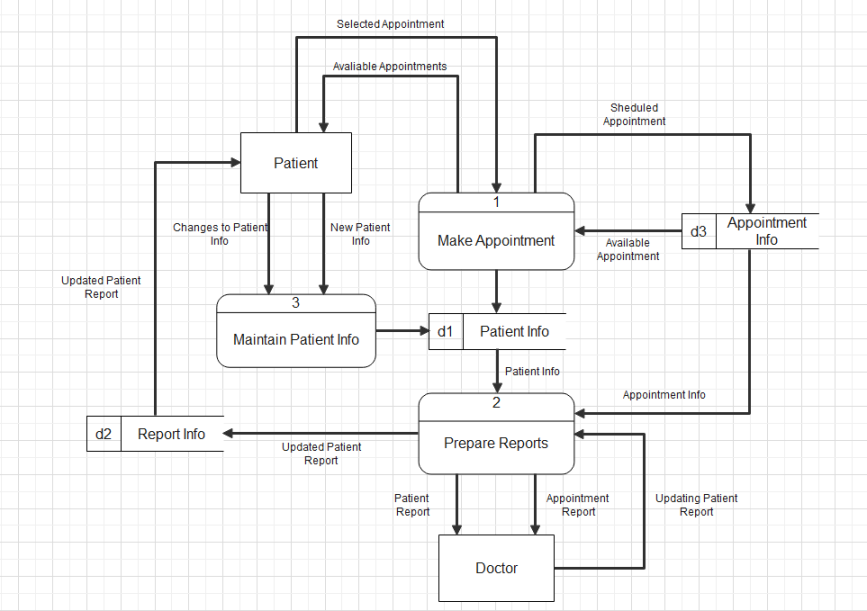 Selected Appointment
Avaliable Appointments
Sheduled
Appointment
Patient
1
Make Appointment
d3
Appointment
Info
Changes to Patient
Info
New Patient
Info
Available
Appointment
Updated Patient
Report
3
Maintain Patient Info
d1
Patient Info
Patient Info
2
Prepare Reports
Appointment Info
d2
Report Info
Updated Patient
Report
Patient
Report
Appointment
Report
Updating Patient
Report
Doctor